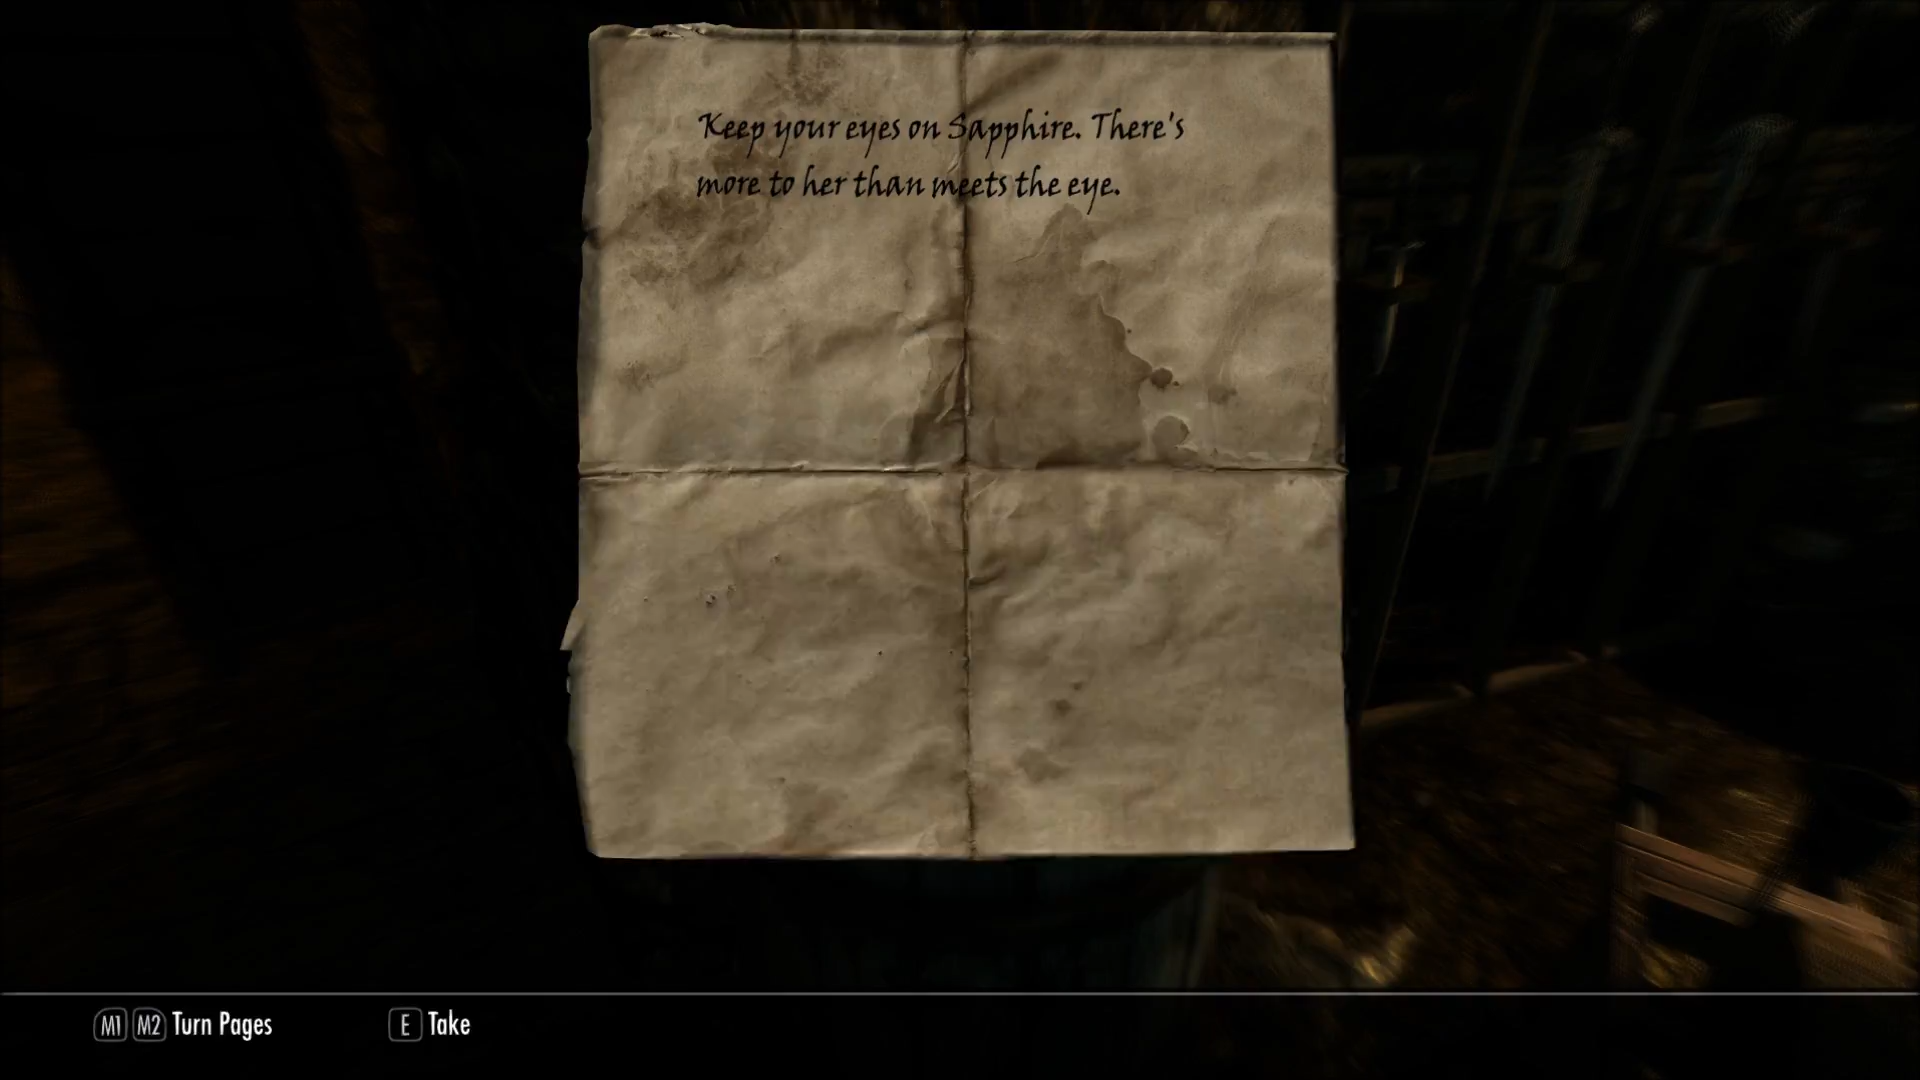 Keep your eyes on Sapphire. There's
more to her than meets the eye.
M1 M2 Turn Pages
E Take